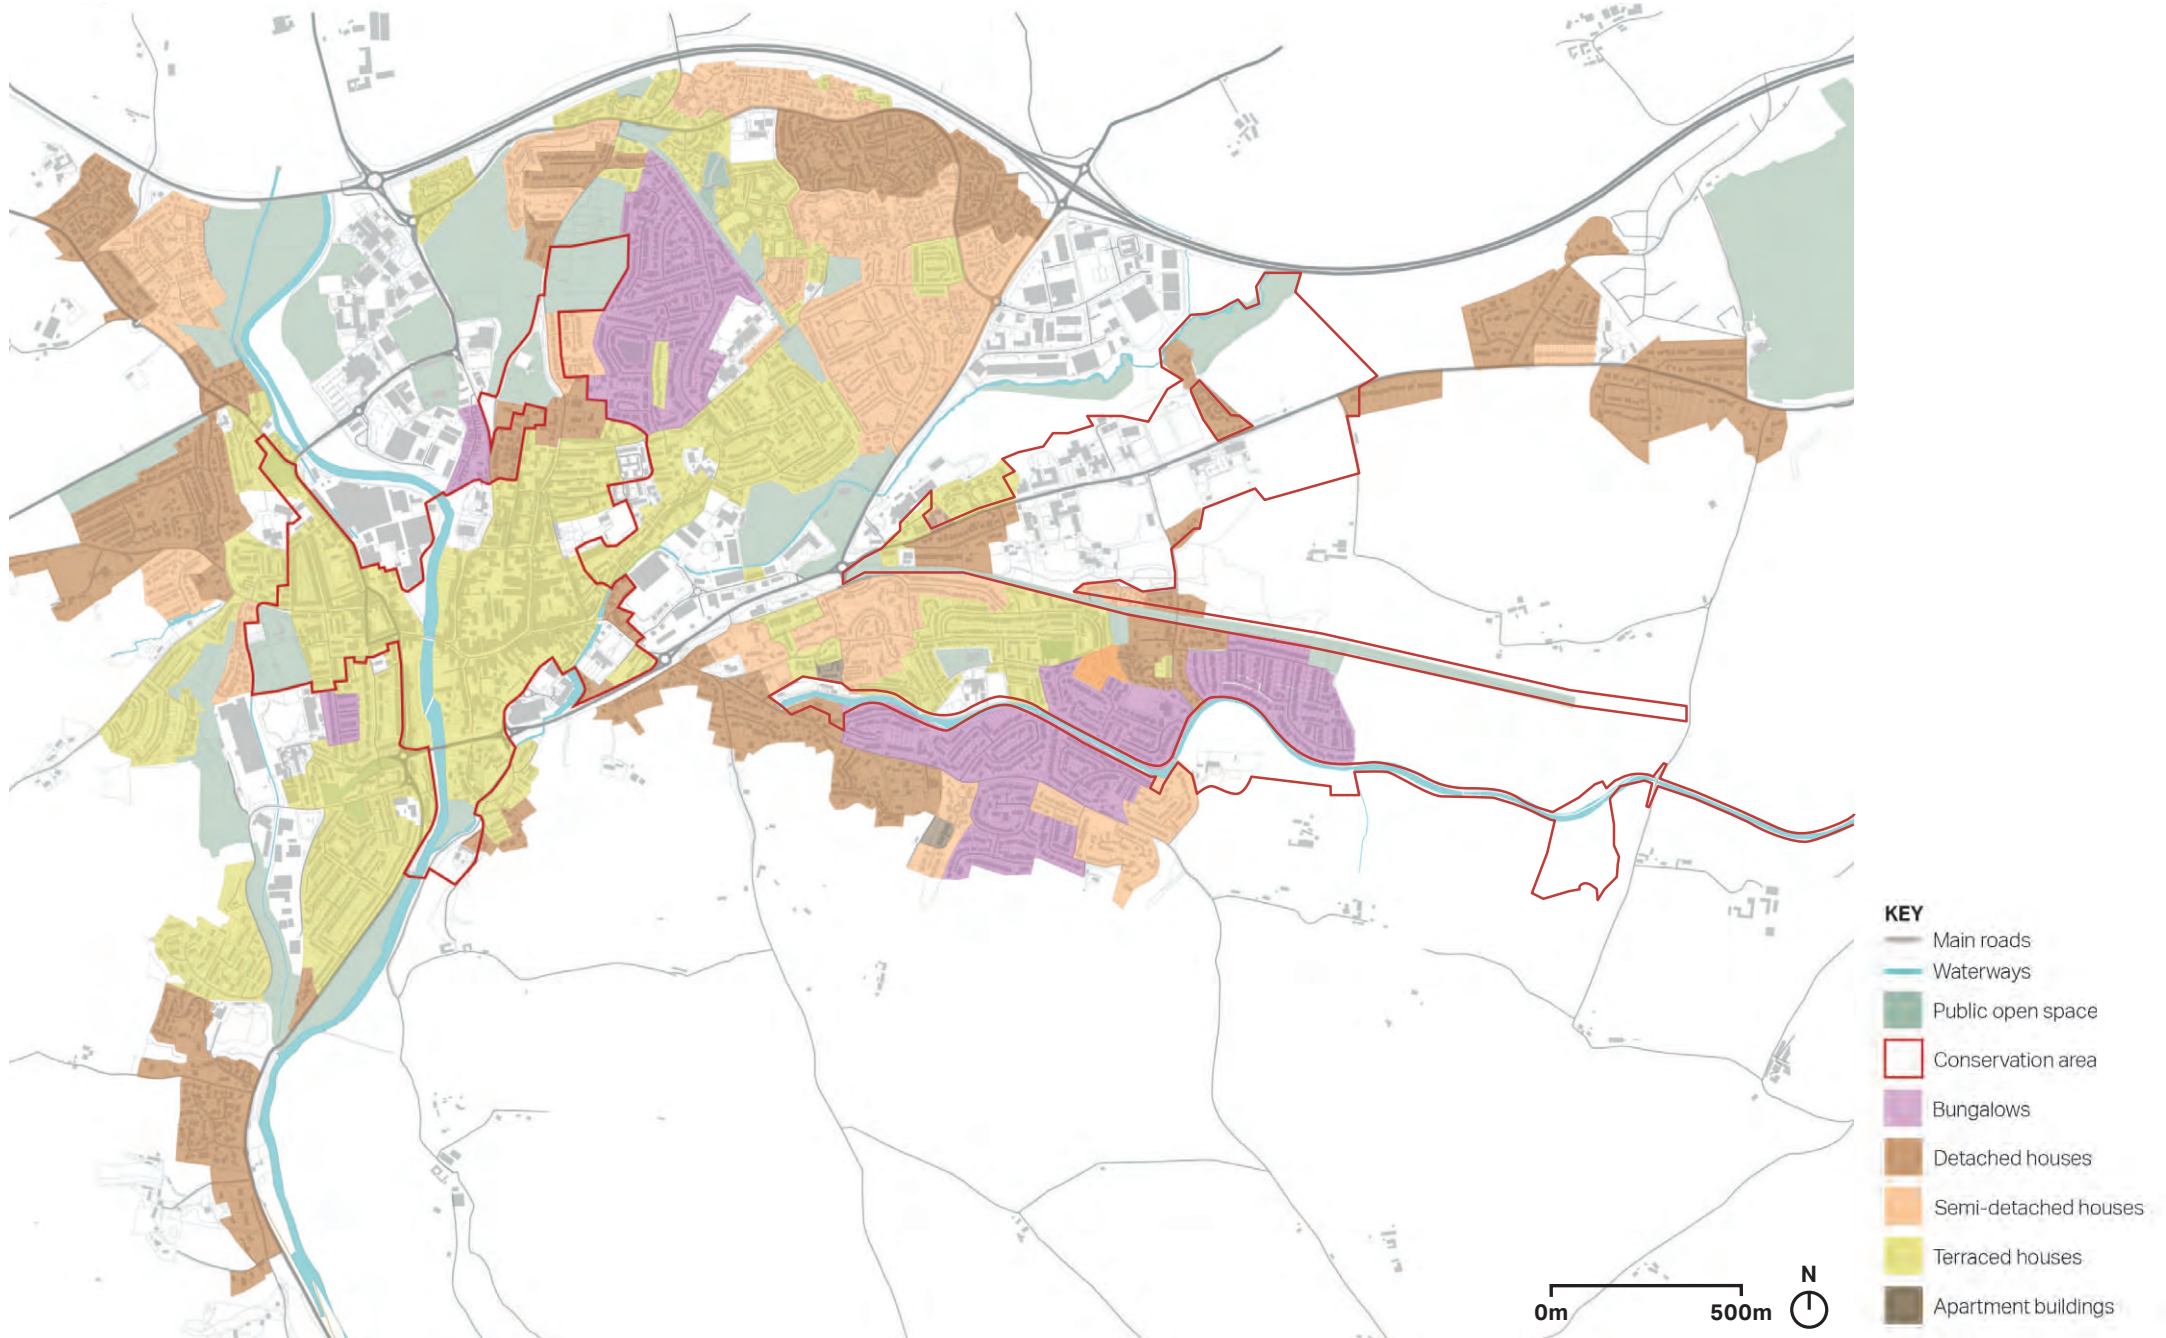 KEY
Main roads
Waterways
Public open space
Conservation area
Bungalows
Detached houses
Semi-detached houses
Terraced houses
Apartment buildings
N
0m 500m